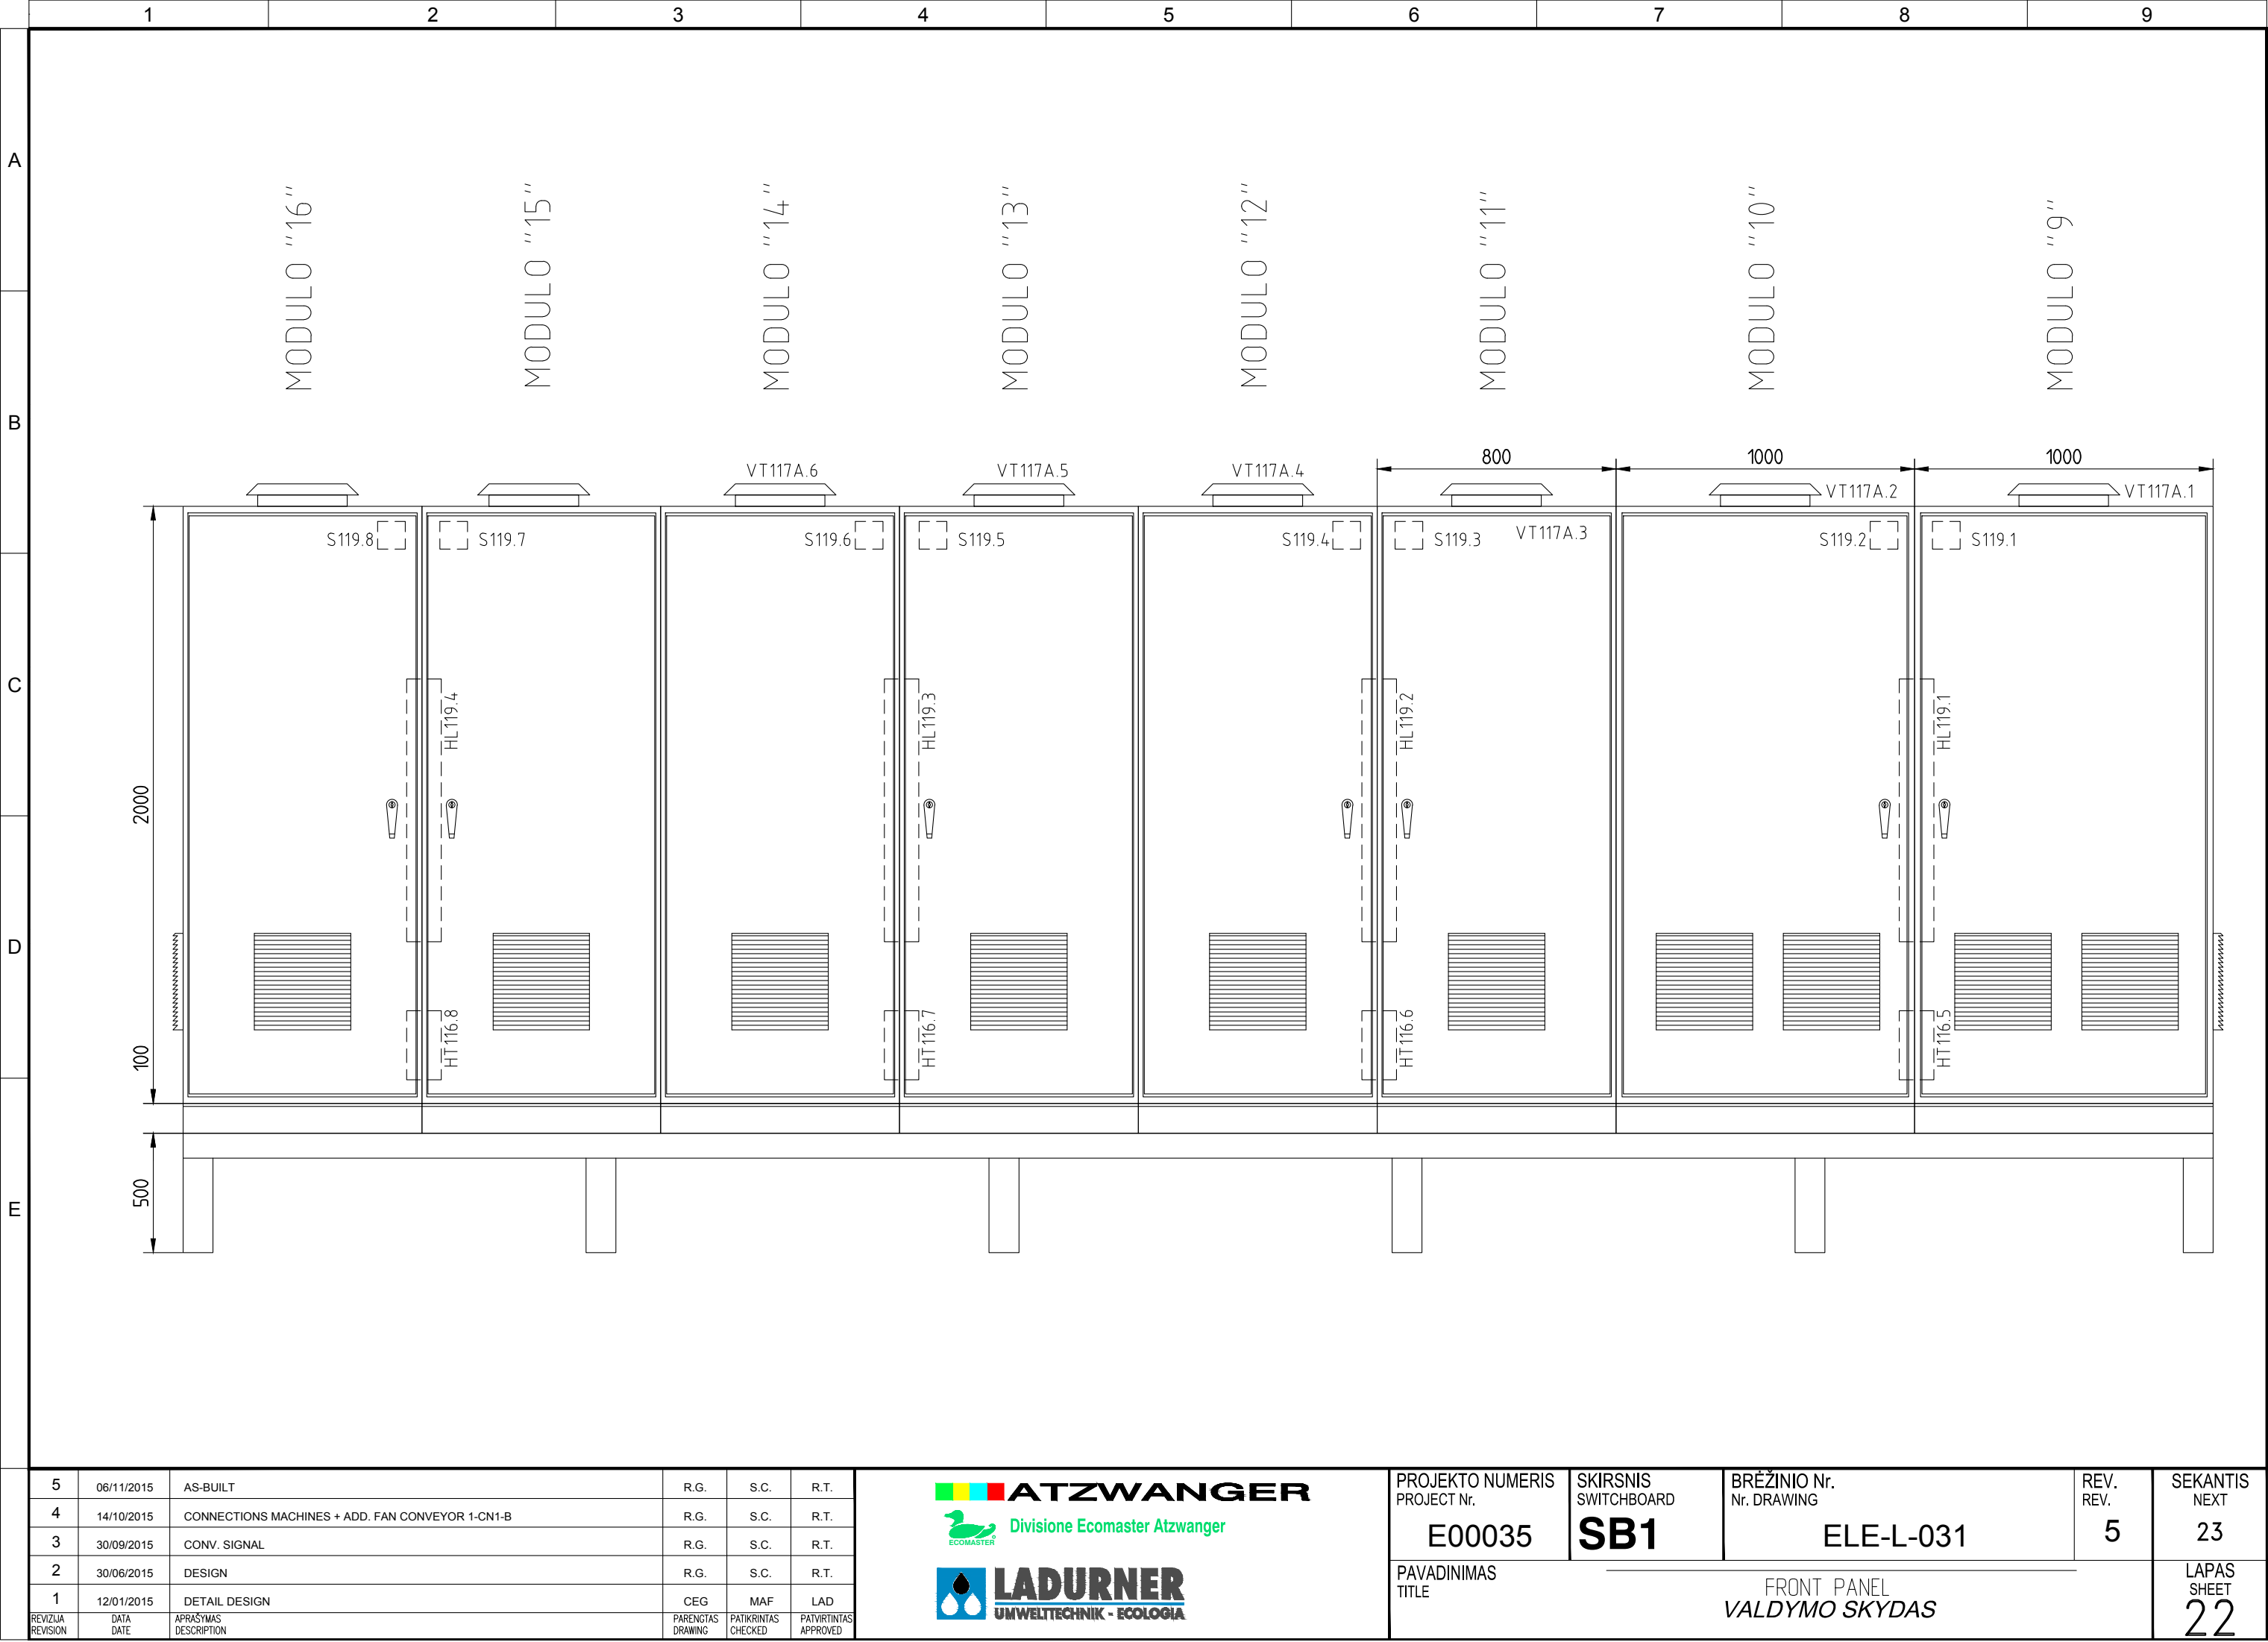 1 2 3 4 5 6 7 8 9
A
B
C
D
E
MODULO "16"
MODULO "15"
MODULO "14"
MODULO "13"
MODULO "12"
MODULO "11"
MODULO "10"
MODULO "9"
800
1000
1000
VT117A.6
VT117A.5
VT117A.4
VT117A.2
VT117A.1
S119.8
S119.7
S119.6
S119.5
S119.4
S119.3
VT117A.3
S119.2
S119.1
HL119.4
HL119.3
HL119.2
HL119.1
2000
HT116.8
HT116.7
HT116.6
HT116.5
100
500
5 06/11/2015 AS-BUILT R.G. S.C. R.T.
4 14/10/2015 CONNECTIONS MACHINES + ADD. FAN CONVEYOR 1-CN1-B R.G. S.C. R.T.
3 30/09/2015 CONV. SIGNAL R.G. S.C. R.T.
2 30/06/2015 DESIGN R.G. S.C. R.T.
1 12/01/2015 DETAIL DESIGN CEG MAF LAD
REVIZIJA DATA APRAŠYMAS PARENGTAS PATIKRINTAS PATVIRTINTAS
REVISION DATE DESCRIPTION DRAWING CHECKED APPROVED
ATZWANGER
Divisione Ecomaster Atzwanger
ECOMASTER
LADURNER
UMWELTTECHNIK - ECOLOGIA
PROJEKTO NUMERIS
PROJECT Nr.
E00035
SKIRSNIS
SWITCHBOARD
SB1
BRĖŽINIO Nr.
Nr. DRAWING
ELE-L-031
REV.
REV.
5
SEKANTIS
NEXT
23
PAVADINIMAS
TITLE
FRONT PANEL
VALDYMO SKYDAS
LAPAS
SHEET
22